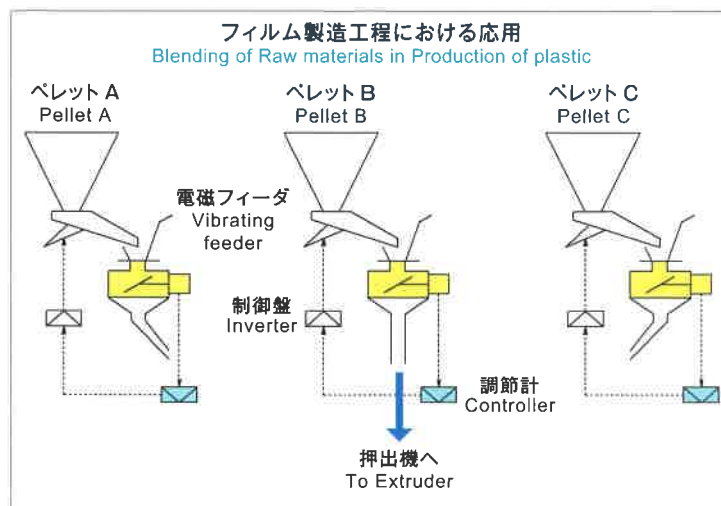 フィルム製造工程における応用
Blending of Raw materials in Production of plastic
ペレット A
Pellet A
ペレット B
Pellet B
ペレット C
Pellet C
電磁フィーダ
Vibrating
feeder
制御盤
Inverter
調節計
Controller
押出機へ
To Extruder